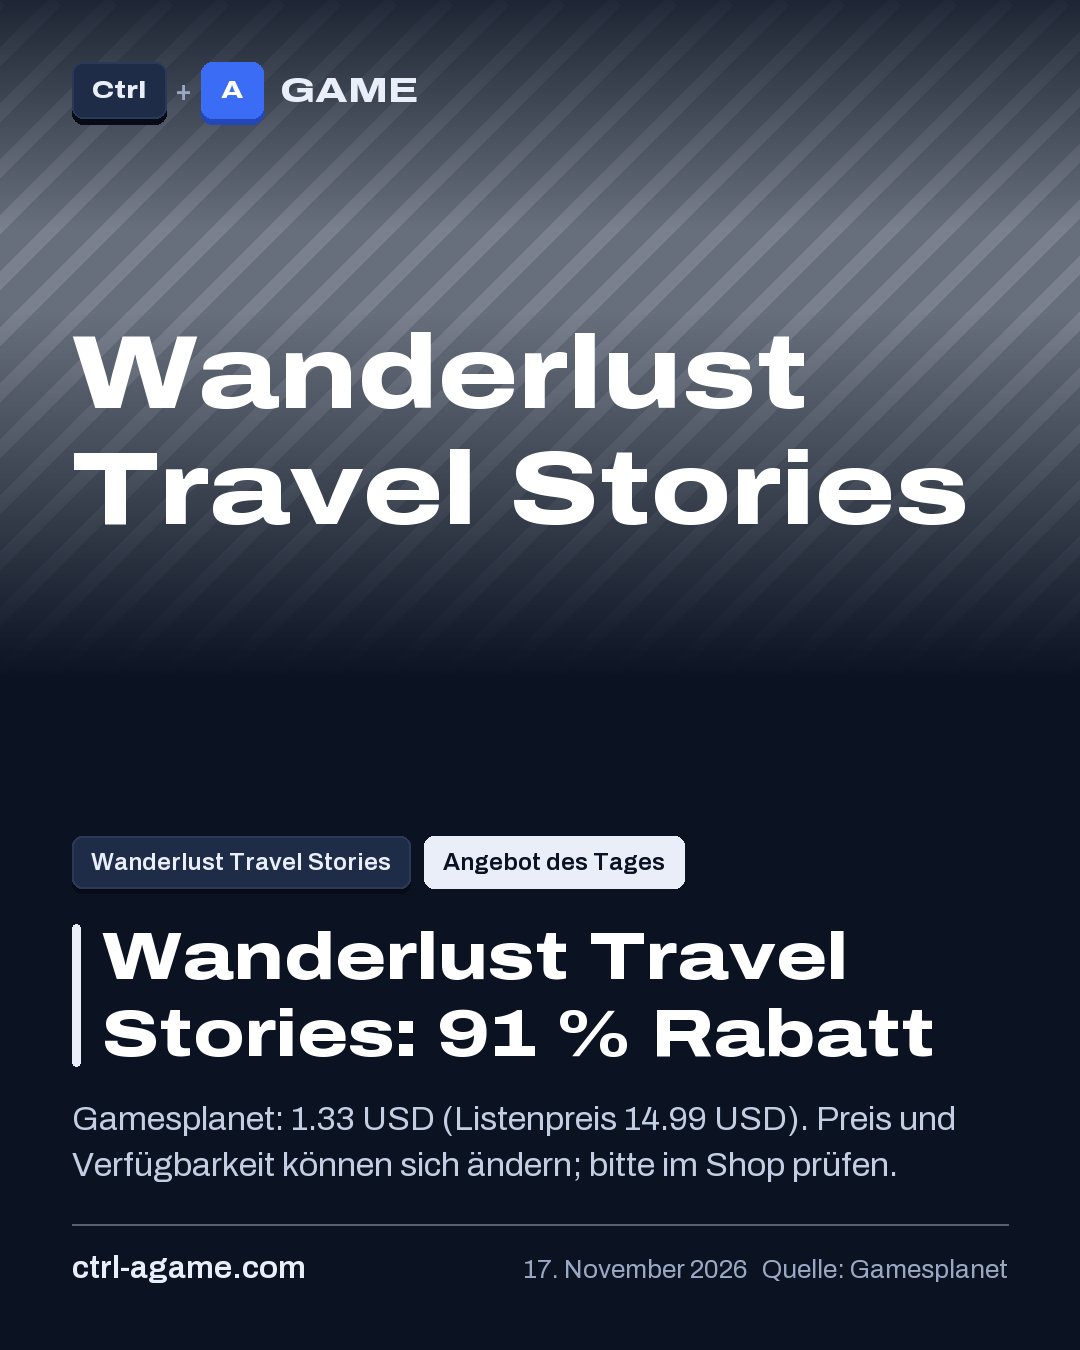 Ctrl + A GAME
Wanderlust
Travel Stories
Wanderlust Travel Stories Angebot des Tages
Wanderlust Travel
Stories: 91 % Rabatt
Gamesplanet: 1.33 USD (Listenpreis 14.99 USD). Preis und
Verfügbarkeit können sich ändern; bitte im Shop prüfen.
ctrl-agame.com 17. November 2026 Quelle: Gamesplanet